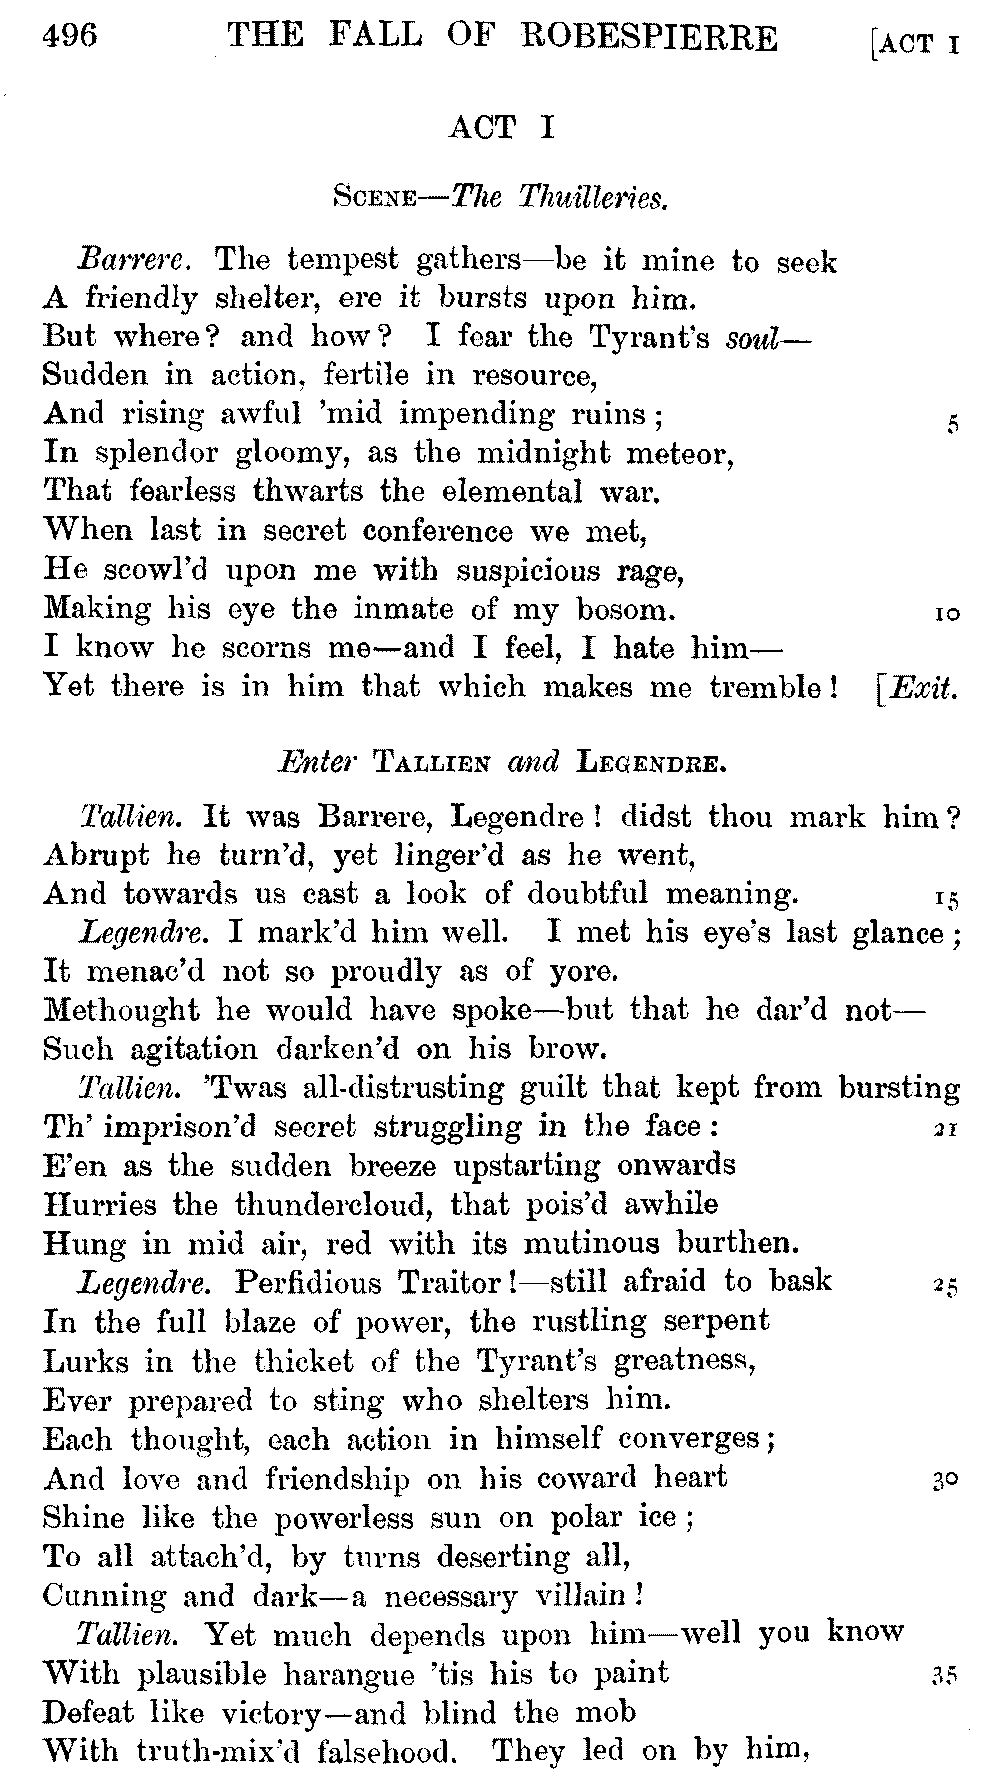 496 THE FALL OF ROBESPIERRE [ACT I
ACT I
SCENE—The Thuilleries.
Barrere. The tempest gathers—be it mine to seek
A friendly shelter, ere it bursts upon him.
But where? and how? I fear the Tyrant's soul—
Sudden in action, fertile in resource,
And rising awful 'mid impending ruins; 5
In splendor gloomy, as the midnight meteor,
That fearless thwarts the elemental war.
When last in secret conference we met,
He scowl'd upon me with suspicious rage,
Making his eye the inmate of my bosom. 10
I know he scorns me—and I feel, I hate him—
Yet there is in him that which makes me tremble! [Exit.
Enter TALLIEN and LEGENDRE.
Tallien. It was Barrere, Legendre! didst thou mark him?
Abrupt he turn'd, yet linger'd as he went,
And towards us cast a look of doubtful meaning. 15
Legendre. I mark'd him well. I met his eye's last glance;
It menac'd not so proudly as of yore.
Methought he would have spoke—but that he dar'd not—
Such agitation darken'd on his brow.
Tallien. 'Twas all-distrusting guilt that kept from bursting
Th' imprison'd secret struggling in the face: 21
E'en as the sudden breeze upstarting onwards
Hurries the thundercloud, that pois'd awhile
Hung in mid air, red with its mutinous burthen.
Legendre. Perfidious Traitor!—still afraid to bask 25
In the full blaze of power, the rustling serpent
Lurks in the thicket of the Tyrant's greatness,
Ever prepared to sting who shelters him.
Each thought, each action in himself converges;
And love and friendship on his coward heart 30
Shine like the powerless sun on polar ice;
To all attach'd, by turns deserting all,
Cunning and dark—a necessary villain!
Tallien. Yet much depends upon him—well you know
With plausible harangue 'tis his to paint 35
Defeat like victory—and blind the mob
With truth-mix'd falsehood. They led on by him,